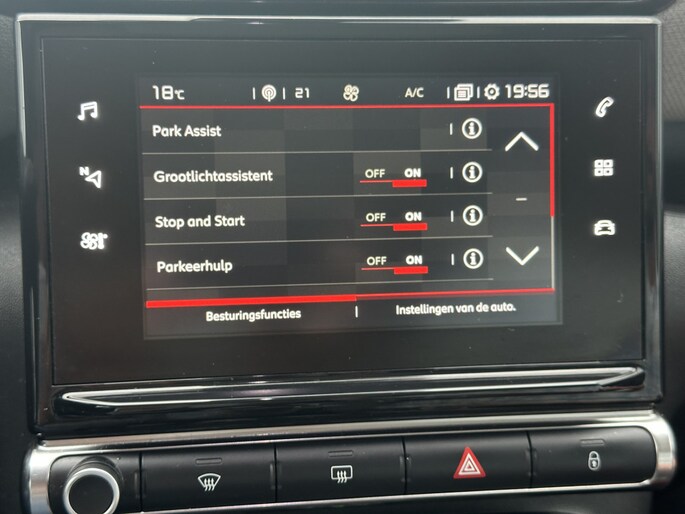 18°C 21 A/C 19:56
Park Assist
N
Grootlichtassistent OFF ON
Stop and Start OFF ON
Parkeerhulp OFF ON
Besturingsfuncties Instellingen van de auto.